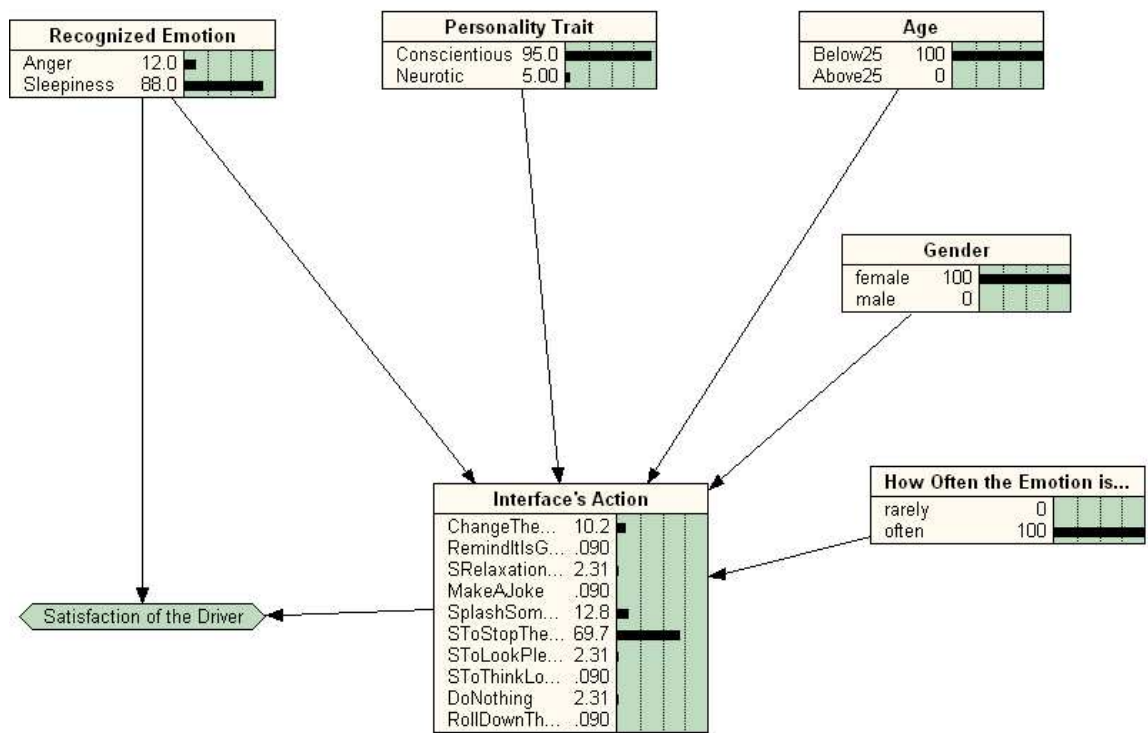 Recognized Emotion
Anger 12.0
Sleepiness 88.0
Personality Trait
Conscientious 95.0
Neurotic 5.00
Age
Below25 100
Above25 0
Gender
female 100
male 0
How Often the Emotion is...
rarely 0
often 100
Interface's Action
ChangeThe... 10.2
RemindItIsG... .090
SRelaxation... 2.31
MakeAJoke .090
SplashSom... 12.8
SToStopThe... 69.7
SToLookPle... 2.31
SToThinkLo... .090
DoNothing 2.31
RollDownTh... .090
Satisfaction of the Driver